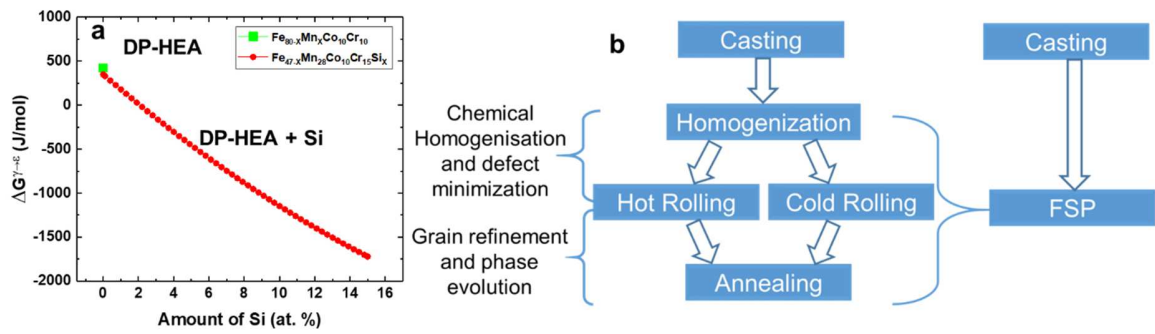 a
DP-HEA
Fe80-XMnXCo10Cr10
Fe47-XMn28Co10Cr15SiX
DP-HEA + Si
ΔGγ→ε (J/mol)
1000
500
0
-500
-1000
-1500
-2000
0 2 4 6 8 10 12 14 16
Amount of Si (at. %)
b
Casting
Homogenization
Hot Rolling
Cold Rolling
Annealing
Chemical
Homogenisation
and defect
minimization
Grain refinement
and phase
evolution
Casting
FSP